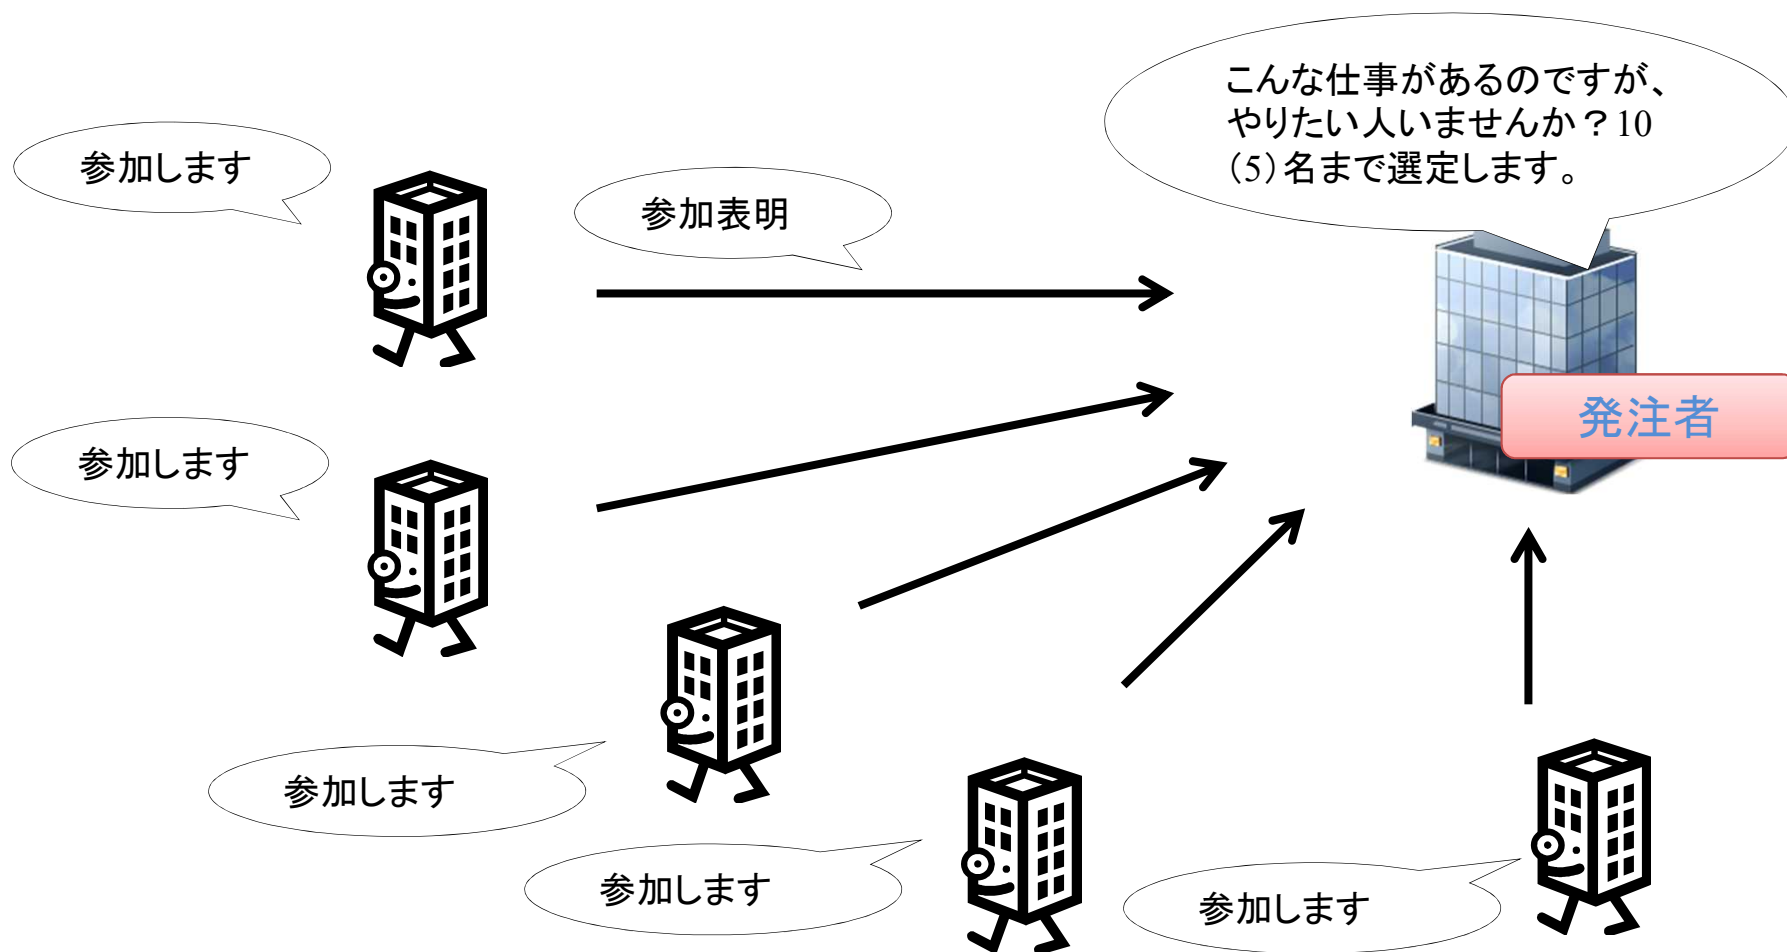 こんな仕事があるのですが、
やりたい人いませんか？10
（5）名まで選定します。
参加します
参加表明
発注者
参加します
参加します
参加します
参加します